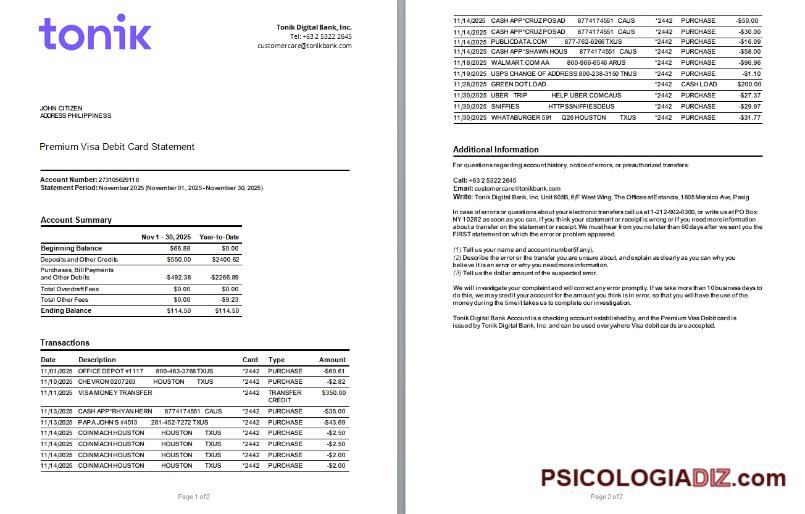 tonik
Tonik Digital Bank, Inc.
Tel: +63 2 5322 2645
customercare@tonikbank.com
JOHN CITIZEN
ADDRESS PHILIPPINESS
Premium Visa Debit Card Statement
Account Number: 273105629118
Statement Period: November 2025 (November 01, 2025 - November 30, 2025)
Account Summary
Nov 1 - 30, 2025 Year-to-Date
Beginning Balance $66.88 $0.00
Deposits and Other Credits $550.00 $2400.62
Purchases, Bill Payments
and Other Debits -$492.38 -$2266.89
Total Overdraft Fees $0.00 $0.00
Total Other Fees $0.00 -$9.23
Ending Balance $114.50 $114.50
Transactions
Date Description Card Type Amount
11/01/2025 OFFICE DEPOT #1117 800-463-3768 TXUS *2442 PURCHASE -$60.61
11/10/2025 CHEVRON 0207263 HOUSTON TXUS *2442 PURCHASE -$2.82
11/11/2025 VISA MONEY TRANSFER *2442 TRANSFER $350.00
CREDIT
11/13/2025 CASH APP*RHYAN HERN 8774174551 CAUS *2442 PURCHASE -$35.00
11/13/2025 PAPA JOHN S #4513 281-452-7272 TXUS *2442 PURCHASE -$43.69
11/14/2025 COINMACH HOUSTON HOUSTON TXUS *2442 PURCHASE -$2.50
11/14/2025 COINMACH HOUSTON HOUSTON TXUS *2442 PURCHASE -$2.50
11/14/2025 COINMACH HOUSTON HOUSTON TXUS *2442 PURCHASE -$2.00
11/14/2025 COINMACH HOUSTON HOUSTON TXUS *2442 PURCHASE -$2.00
Page 1 of 2
11/14/2025 CASH APP*CRUZ POSAD 8774174551 CAUS *2442 PURCHASE -$50.00
11/14/2025 CASH APP*CRUZ POSAD 8774174551 CAUS *2442 PURCHASE -$30.00
11/14/2025 PUBLICDATA.COM 877-762-6266 TXUS *2442 PURCHASE -$16.09
11/14/2025 CASH APP*SHAWN HOUS 8774174551 CAUS *2442 PURCHASE -$58.00
11/18/2025 WALMART.COM AA 800-966-6546 ARUS *2442 PURCHASE -$96.96
11/19/2025 USPS CHANGE OF ADDRESS 800-238-3150 TNUS *2442 PURCHASE -$1.10
11/28/2025 GREEN DOT LOAD *2442 CASH LOAD $200.00
11/30/2025 UBER TRIP HELP.UBER.COMCAUS *2442 PURCHASE -$27.37
11/30/2025 SNIFFIES HTTPSSNIFFIESDEUS *2442 PURCHASE -$29.97
11/30/2025 WHATABURGER 591 Q26 HOUSTON TXUS *2442 PURCHASE -$31.77
Additional Information
For questions regarding account history, notice of errors, or preauthorized transfers:
Call: +63 2 5322 2645
Email: customercare@tonikbank.com
Write: Tonik Digital Bank, Inc. Unit 605B, 6/F West Wing, The Offices at Estancia, 1605 Meralco Ave, Pasig
In case of errors or questions about your electronic transfers call us at 1-212-902-0300, or write us at PO Box:
NY 10282 as soon as you can, if you think your statement or receipt is wrong or if you need more information
about a transfer on the statement or receipt. We must hear from you no later than 60 days after we sent you the
FIRST statement on which the error or problem appeared.
(1) Tell us your name and account number (if any).
(2) Describe the error or the transfer you are unsure about, and explain as clearly as you can why you
believe it is an error or why you need more information.
(3) Tell us the dollar amount of the suspected error.
We will investigate your complaint and will correct any error promptly. If we take more than 10 business days to
do this, we may credit your account for the amount you think is in error, so that you will have the use of the
money during the time it takes us to complete our investigation.
Tonik Digital Bank Account is a checking account established by, and the Premium Visa Debit card is
issued by Tonik Digital Bank, Inc. and can be used everywhere Visa debit cards are accepted.
PSICOLOGIADIZ.com
Page 2 of 2